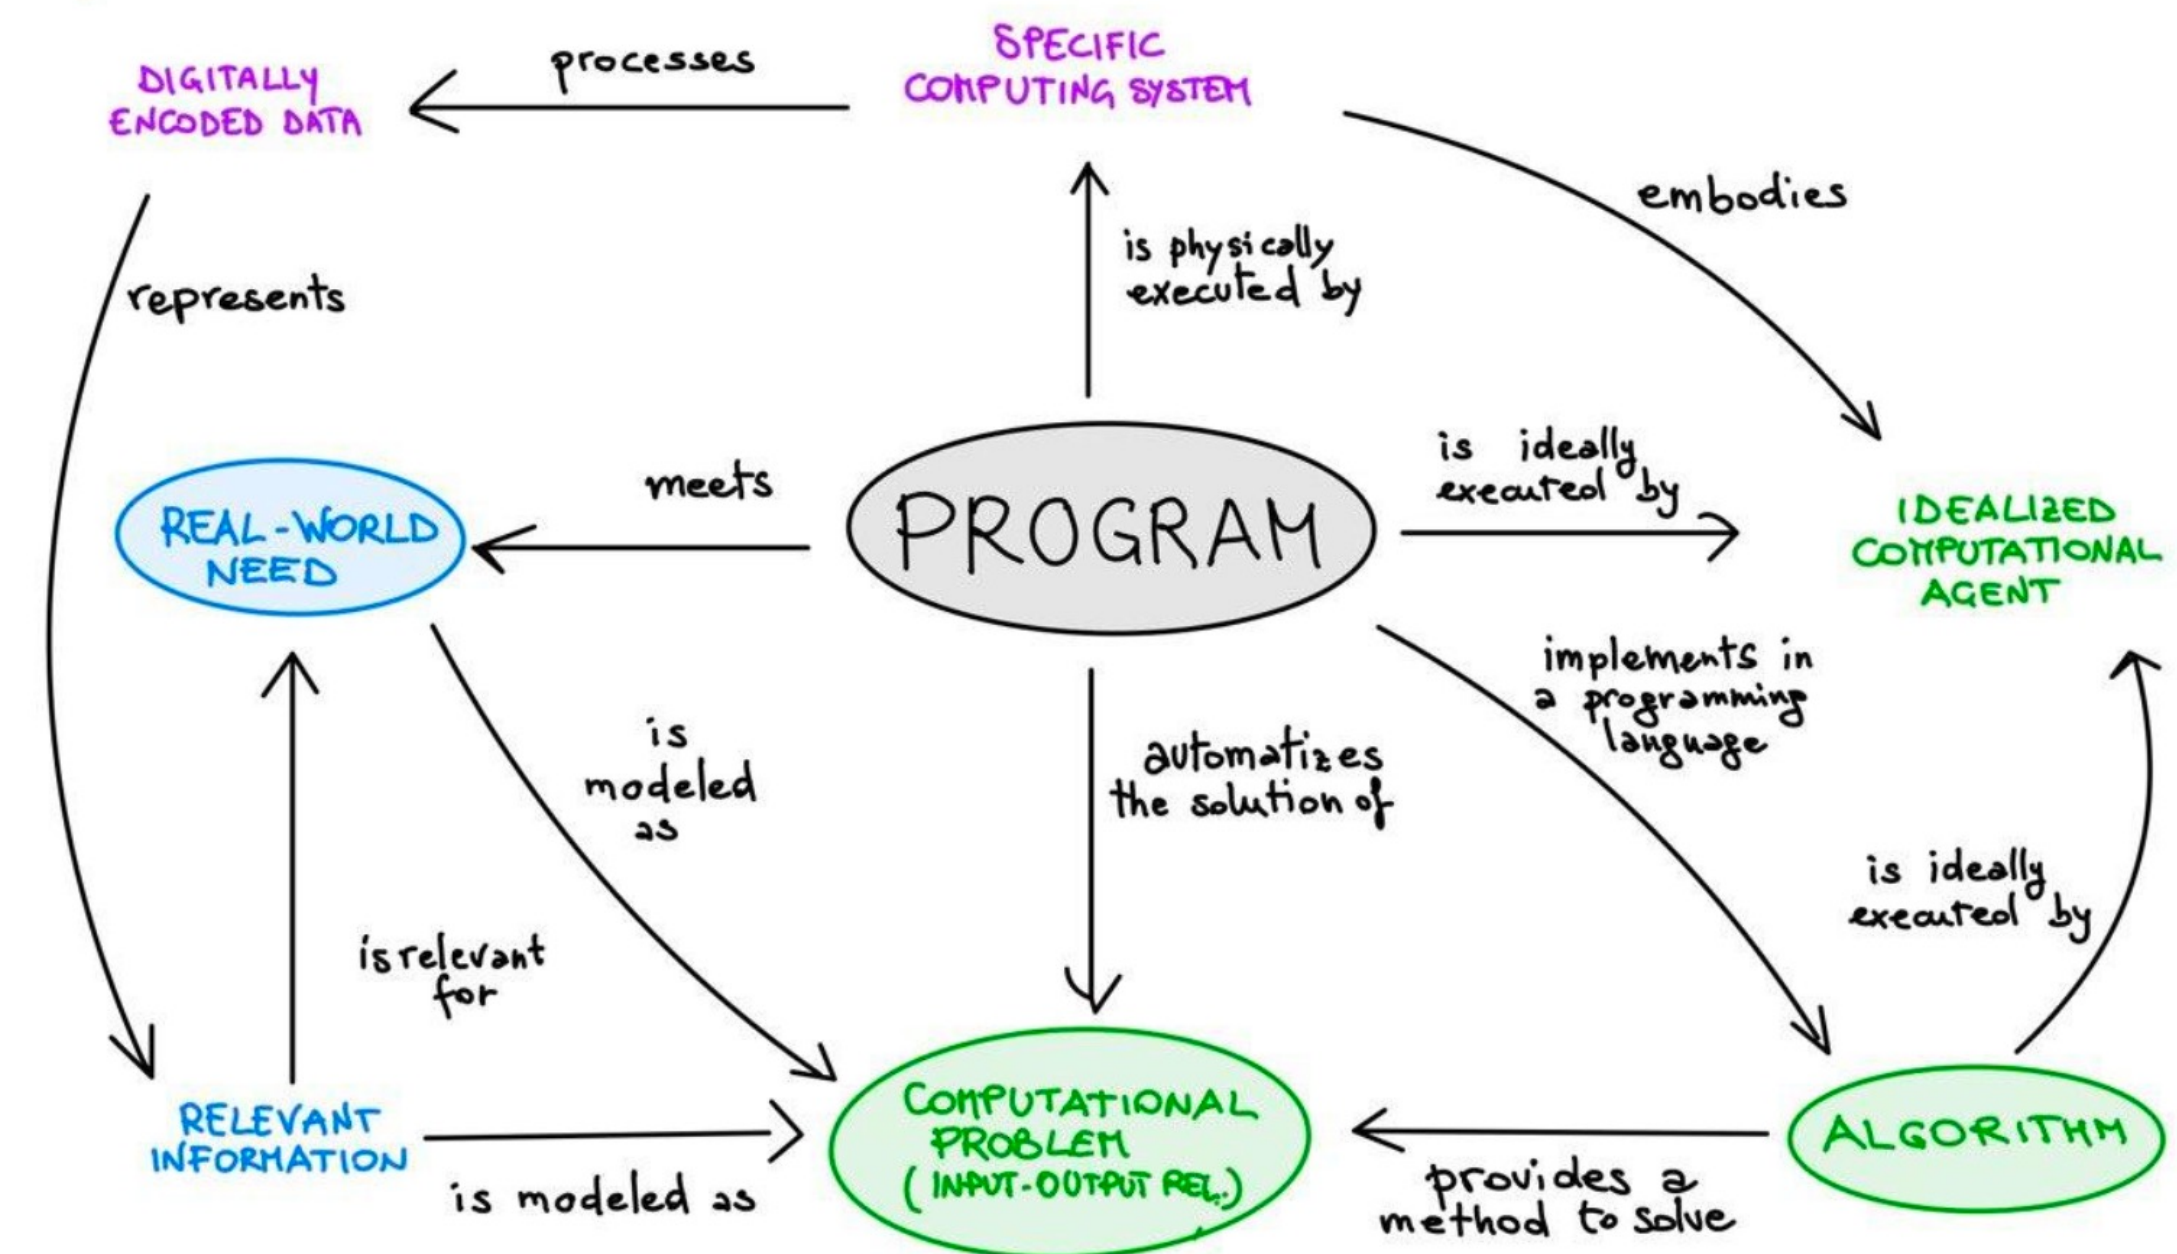 SPECIFIC
COMPUTING SYSTEM
processes
DIGITALLY
ENCODED DATA
embodies
is physically
executed by
represents
is ideally
executed by
meets
PROGRAM
REAL-WORLD
NEED
IDEALIZED
COMPUTATIONAL
AGENT
implements in
a programming
language
is
modeled
as
automatizes
the solution of
is ideally
executed by
is relevant
for
COMPUTATIONAL
PROBLEM
(INPUT-OUTPUT REL.)
RELEVANT
INFORMATION
ALGORITHM
is modeled as
provides a
method to solve